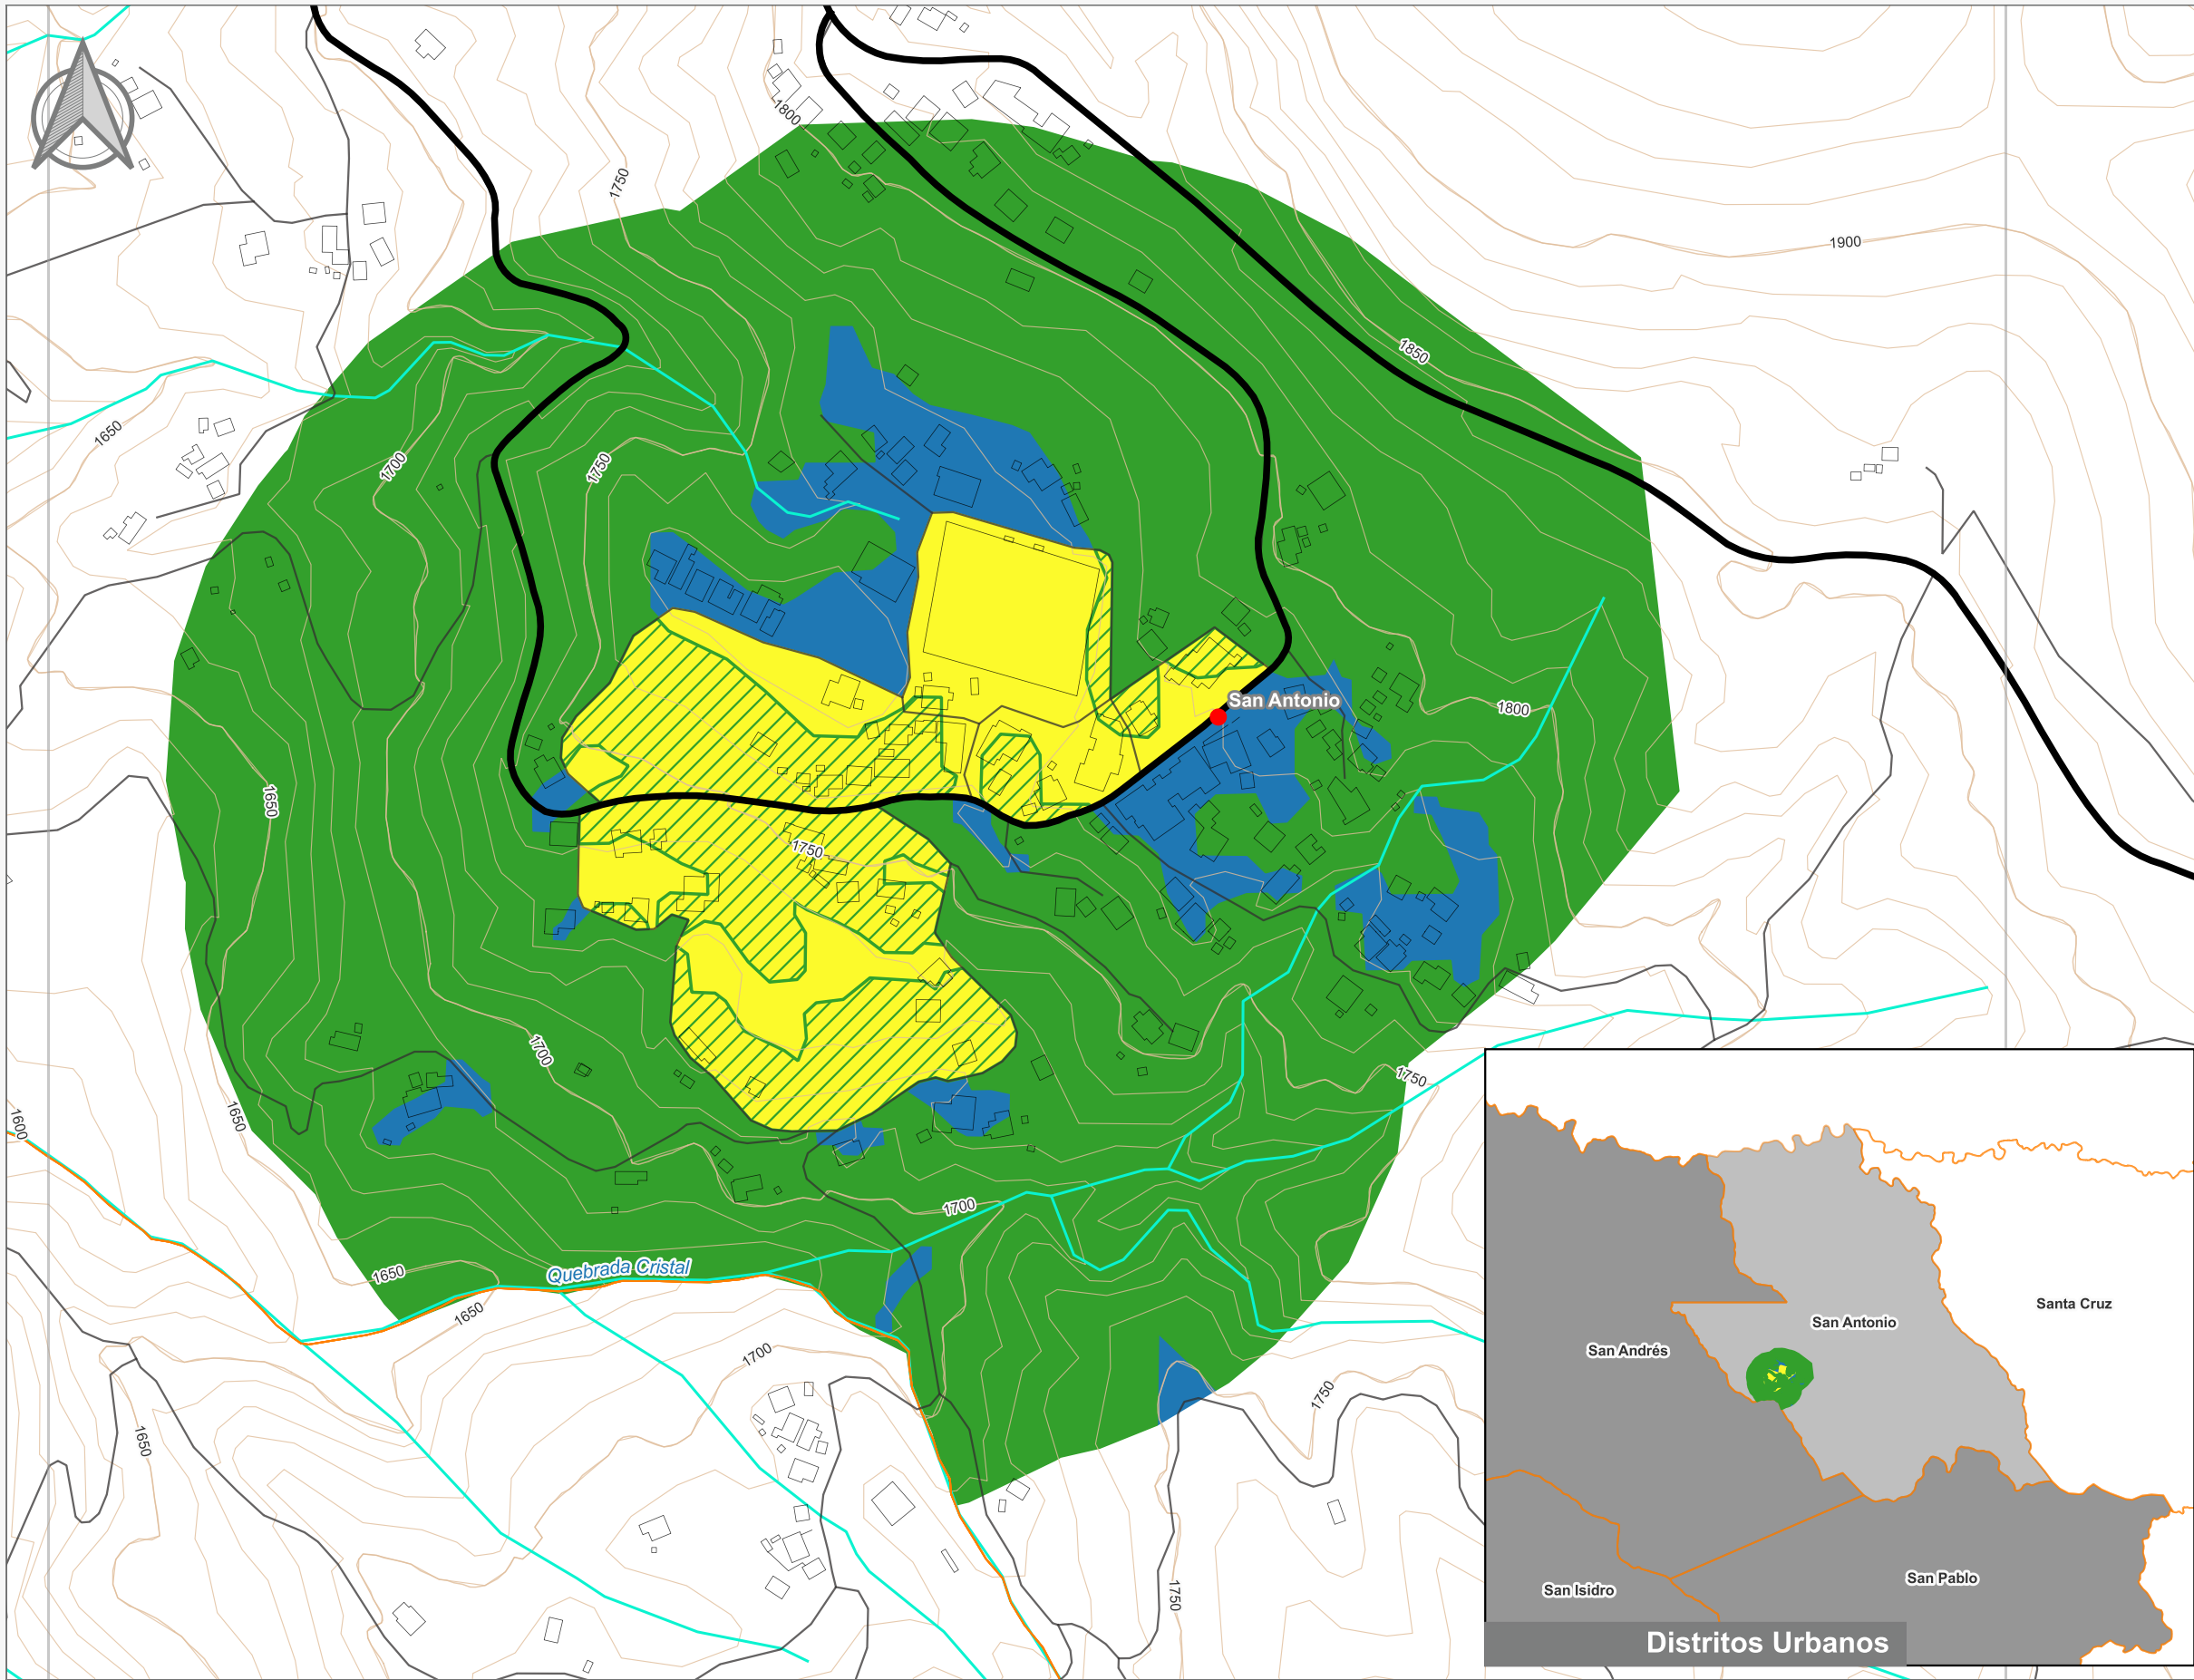 1800
1750
1900
1850
1650
1700
1750
San Antonio
1800
1650
1750
1700
1750
1600
1650
1700
Quebrada Cristal
1650
1650
1700
1750
1650
1750
Santa Cruz
San Antonio
San Andrés
San Pablo
San Isidro
Distritos Urbanos